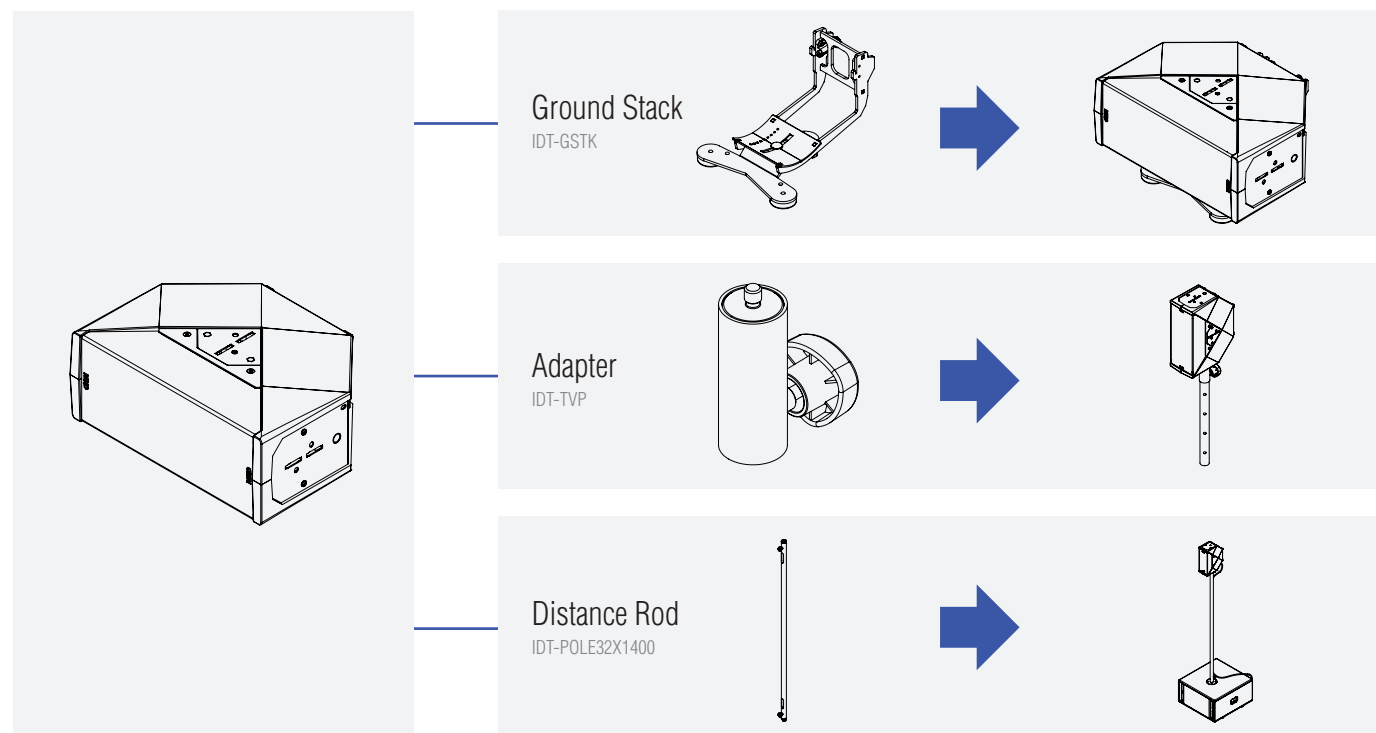 Ground Stack
IDT-GSTK
Adapter
IDT-TVP
Distance Rod
IDT-POLE32X1400